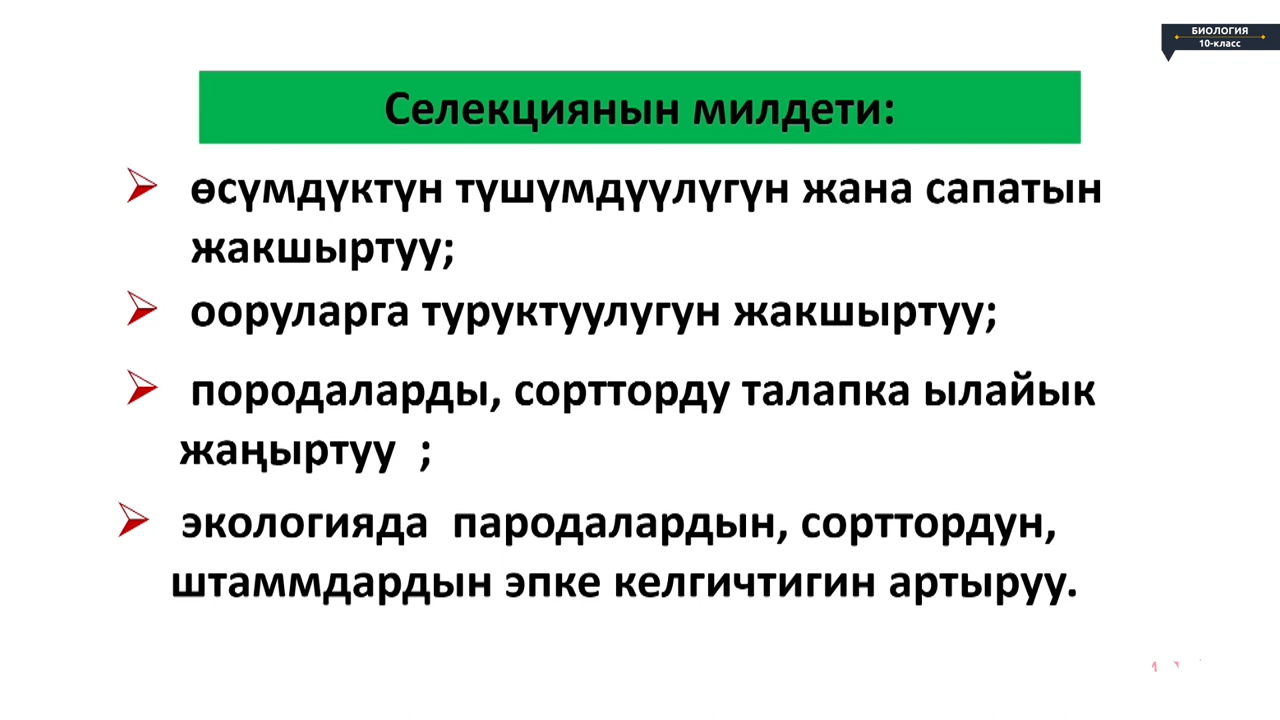 БИОЛОГИЯ
10-класс
Селекциянын милдети:
өсүмдүктүн түшүмдүүлүгүн жана сапатын
жакшыртуу;
ооруларга туруктуулугун жакшыртуу;
породаларды, сортторду талапка ылайык
жаңыртуу ;
экологияда пародалардын, сорттордун,
штаммдардын эпке келгичтигин артыруу.